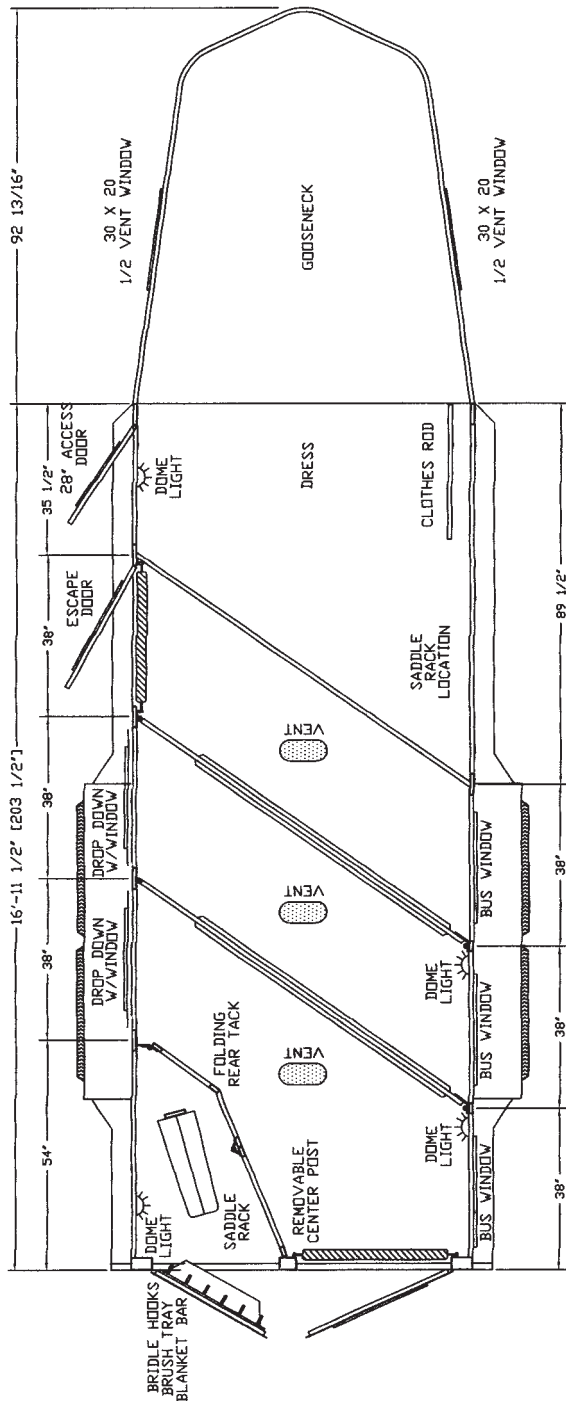 16'-11 1/2" [203 1/2"]
92 13/16"
54"
38"
38"
38"
35 1/2"
28" ACCESS
DOOR
ESCAPE
DOOR
DROP DOWN
W/WINDOW
DROP DOWN
W/WINDOW
30 X 20
1/2 VENT WINDOW
BRIDLE HOOKS
BRUSH TRAY
BLANKET BAR
DOME
LIGHT
SADDLE
RACK
FOLDING
REAR TACK
REMOVABLE
CENTER POST
VENT
VENT
VENT
DOME
LIGHT
DRESS
GOOSENECK
CLOTHES ROD
SADDLE
RACK
LOCATION
DOME
LIGHT
DOME
LIGHT
BUS WINDOW
BUS WINDOW
BUS WINDOW
30 X 20
1/2 VENT WINDOW
38"
38"
38"
89 1/2"